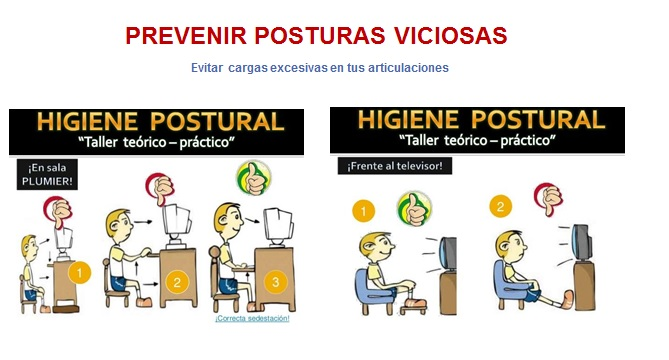 PREVENIR POSTURAS VICIOSAS
Evitar cargas excesivas en tus articulaciones
HIGIENE POSTURAL
"Taller teórico – práctico"
¡En sala
PLUMIER!
1
2
3
¡Correcta sedestación!
HIGIENE POSTURAL
"Taller teórico – práctico"
¡Frente al televisor!
1
2